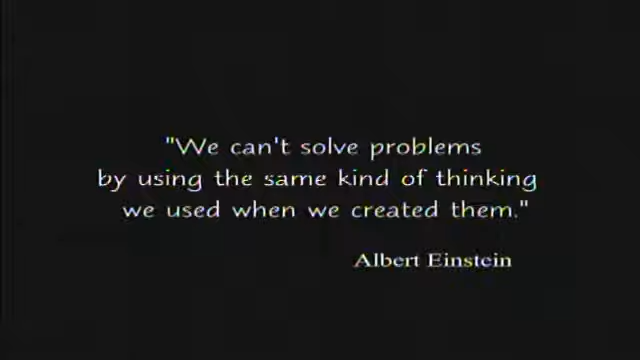 "We can't solve problems
by using the same kind of thinking
we used when we created them."
Albert Einstein